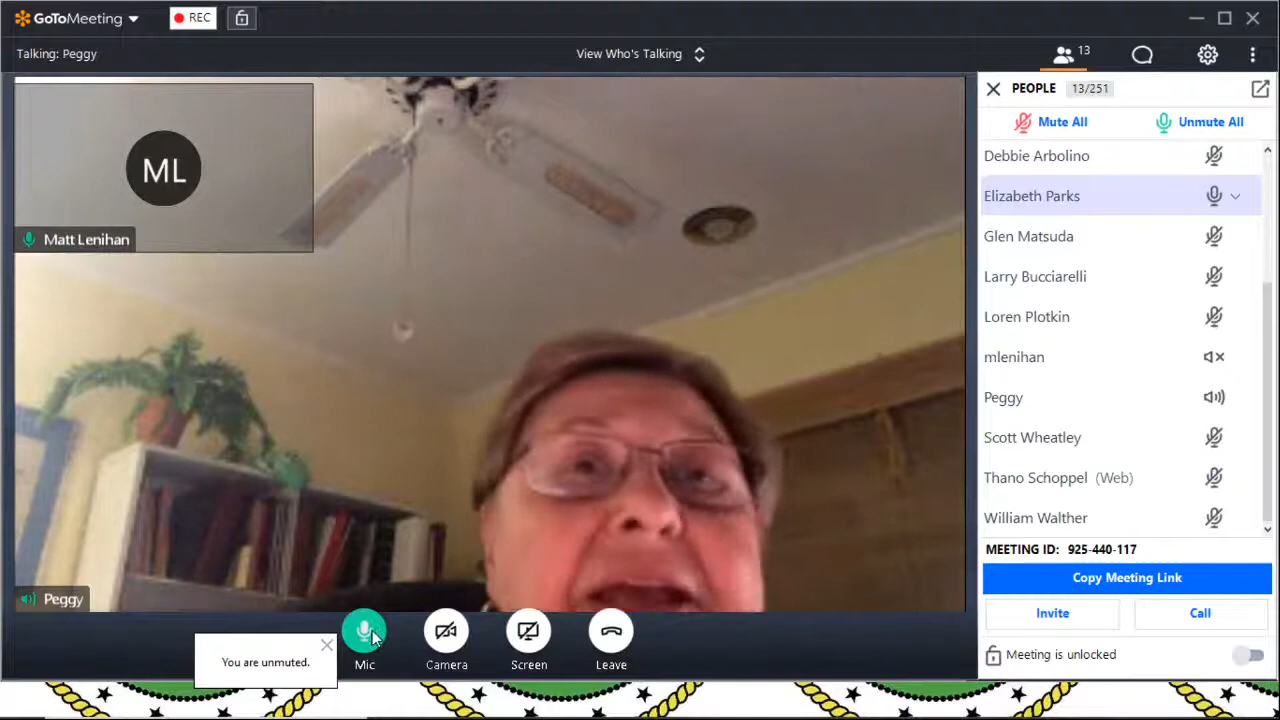 GoToMeeting
REC
Talking: Peggy
View Who's Talking
13
ML
Matt Lenihan
Peggy
You are unmuted.
Mic
Camera
Screen
Leave
PEOPLE 13/251
Mute All
Unmute All
Debbie Arbolino
Elizabeth Parks
Glen Matsuda
Larry Bucciarelli
Loren Plotkin
mlenihan
Peggy
Scott Wheatley
Thano Schoppel (Web)
William Walther
MEETING ID: 925-440-117
Copy Meeting Link
Invite
Call
Meeting is unlocked